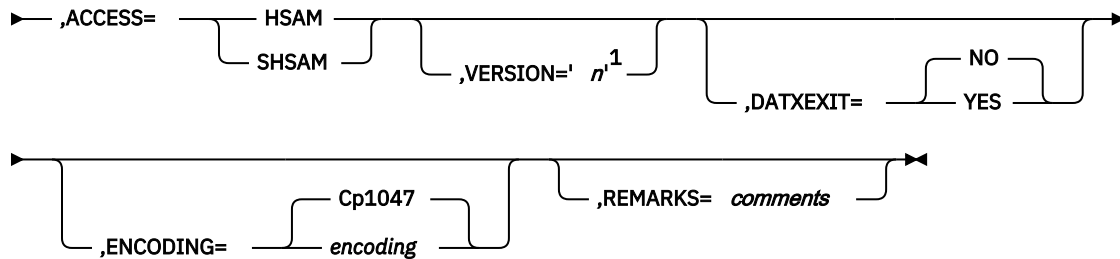 ,ACCESS= HSAM
SHSAM
,VERSION=' n'1
,DATXEXIT= NO
YES
,ENCODING= Cp1047
encoding
,REMARKS= comments